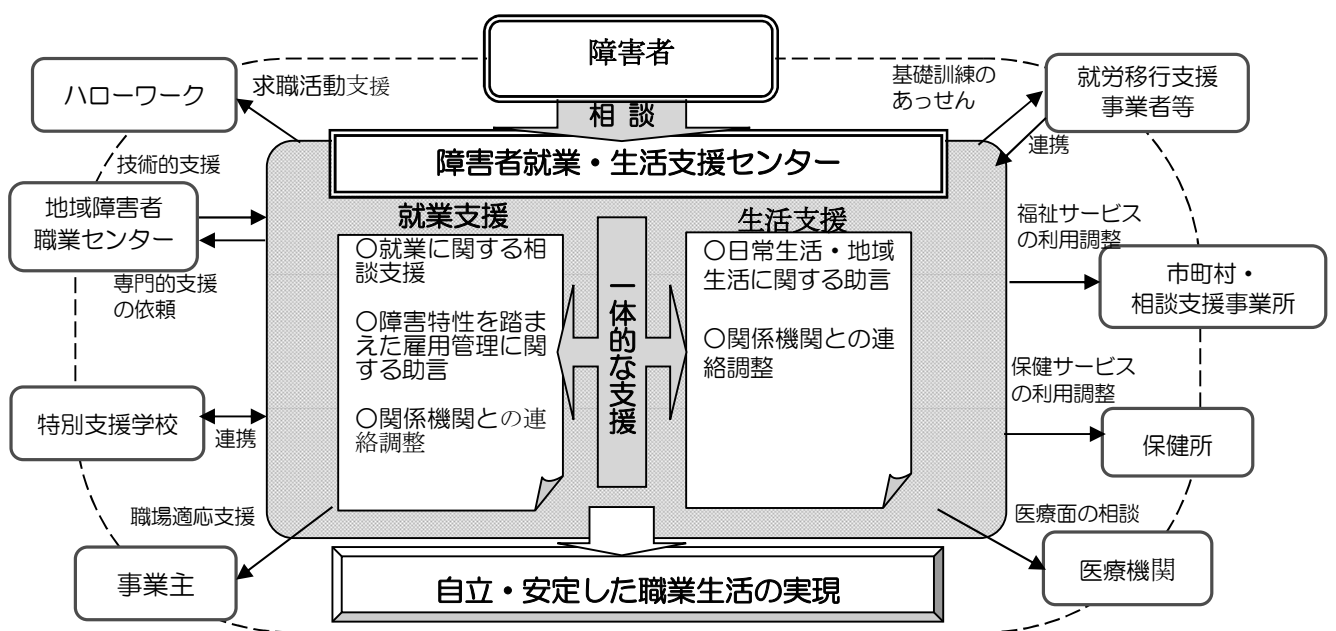 障害者
相談
ハローワーク
求職活動支援
基礎訓練の
あっせん
就労移行支援
事業者等
連携
障害者就業・生活支援センター
技術的支援
地域障害者
職業センター
専門的支援
の依頼
就業支援
○就業に関する相
談支援
○障害特性を踏ま
えた雇用管理に関
する助言
○関係機関との連
絡調整
一体的な支援
生活支援
○日常生活・地域
生活に関する助言
○関係機関との連
絡調整
福祉サービス
の利用調整
市町村・
相談支援事業所
特別支援学校
連携
保健サービス
の利用調整
保健所
職場適応支援
事業主
医療面の相談
医療機関
自立・安定した職業生活の実現